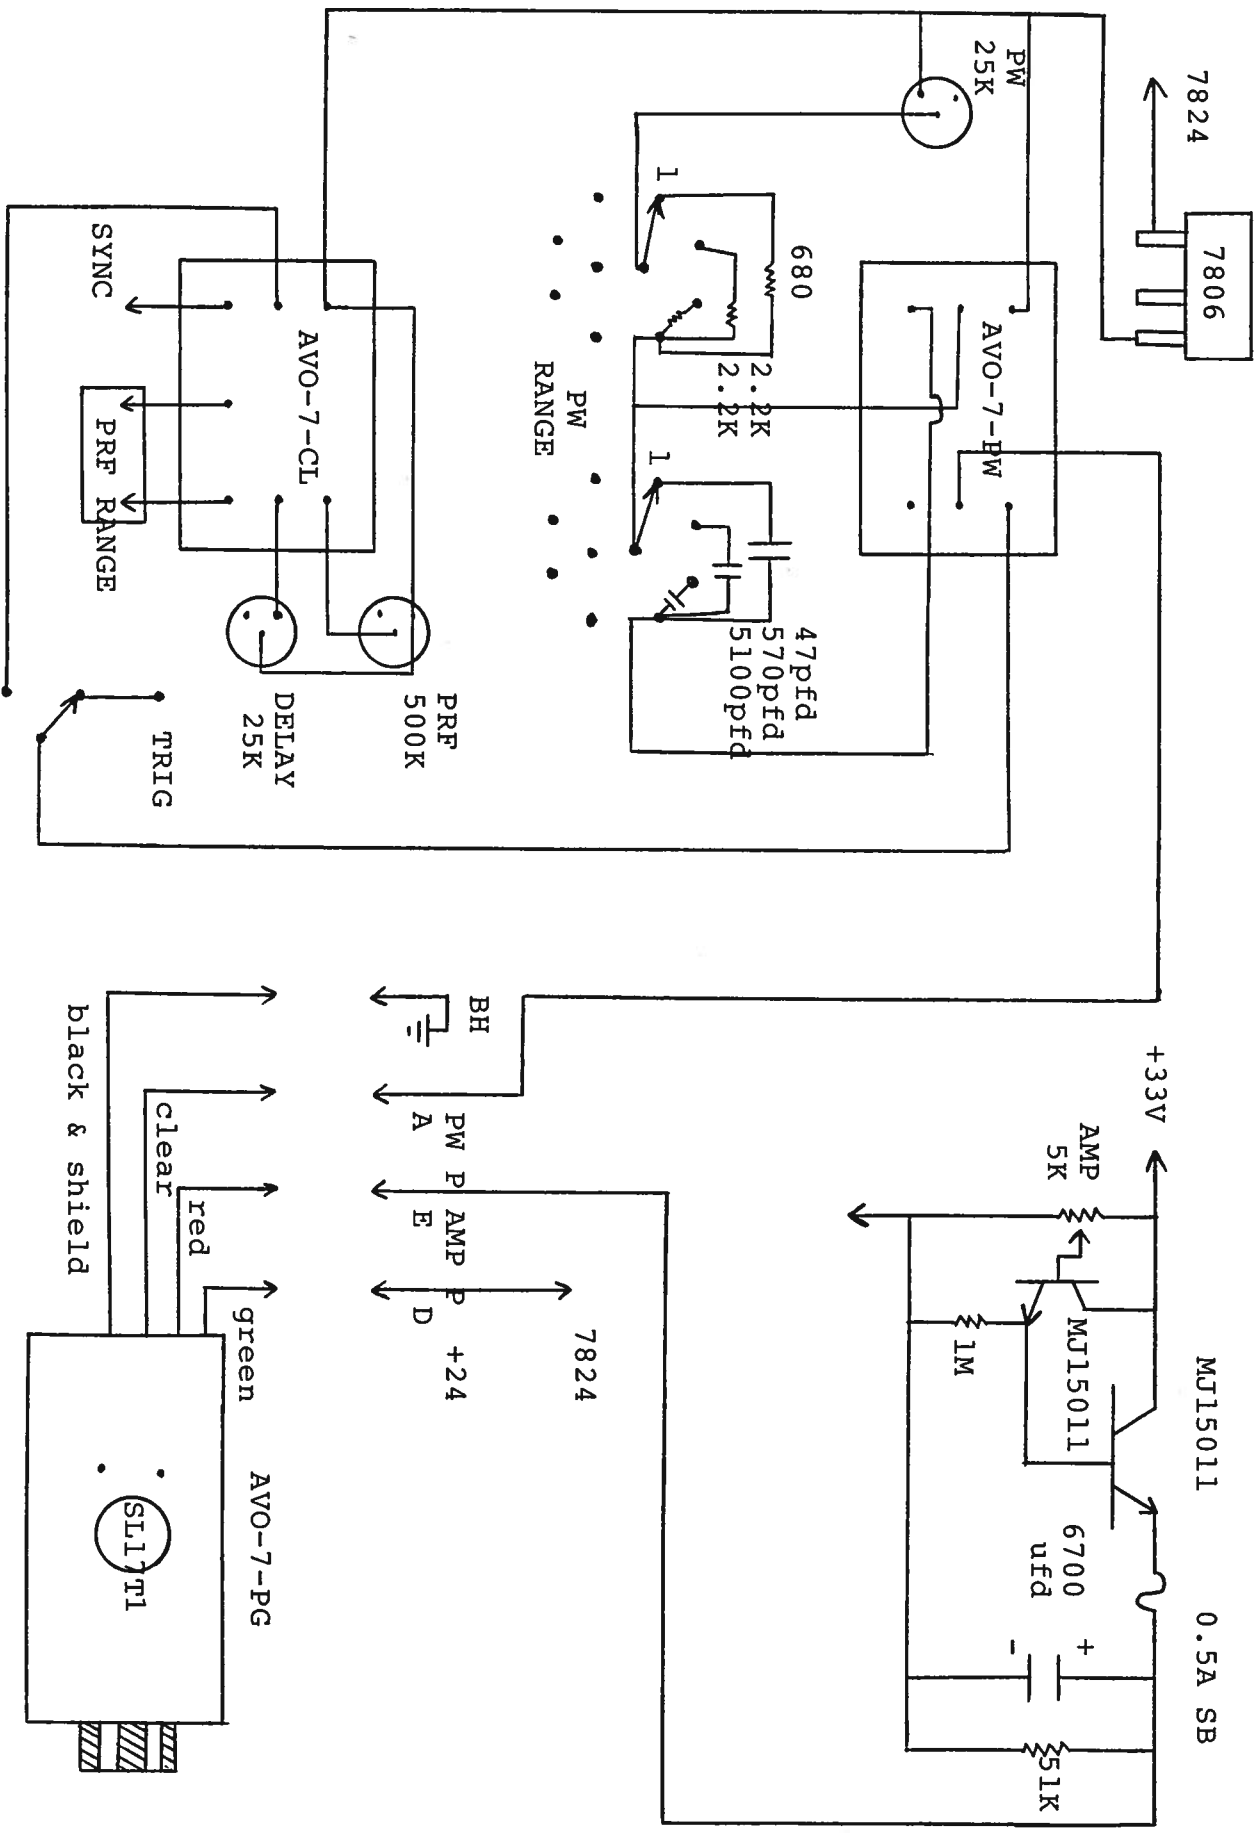 7824
7806
PW
25K
AVO-7-PW
1
680
2.2K
2.2K
PW
RANGE
1
47pfd
570pfd
5100pfd
AVO-7-CL
SYNC
PRF RANGE
PRF
500K
DELAY
25K
TRIG
+33V
AMP
5K
MJ15011
MJ15011
1M
6700
ufd
+
-
0.5A SB
51K
BH
PW P AMP P +24
A E D
7824
black & shield
clear
red
green
AVO-7-PG
SL17T1